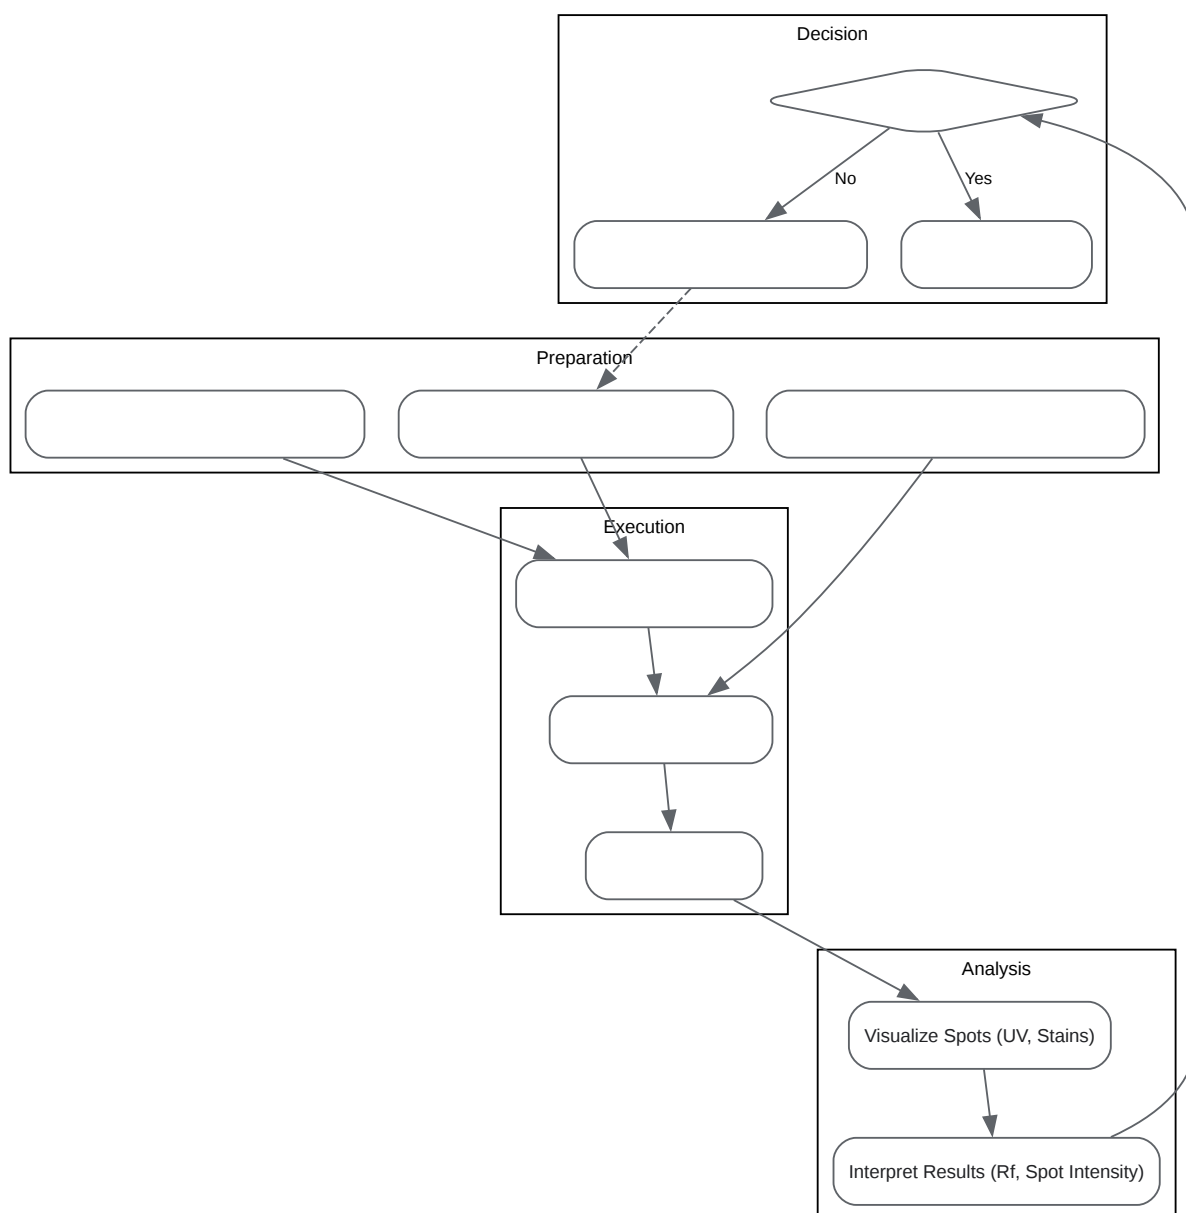 Decision
No
Yes
Preparation
Execution
Analysis
Visualize Spots (UV, Stains)
Interpret Results (Rf, Spot Intensity)